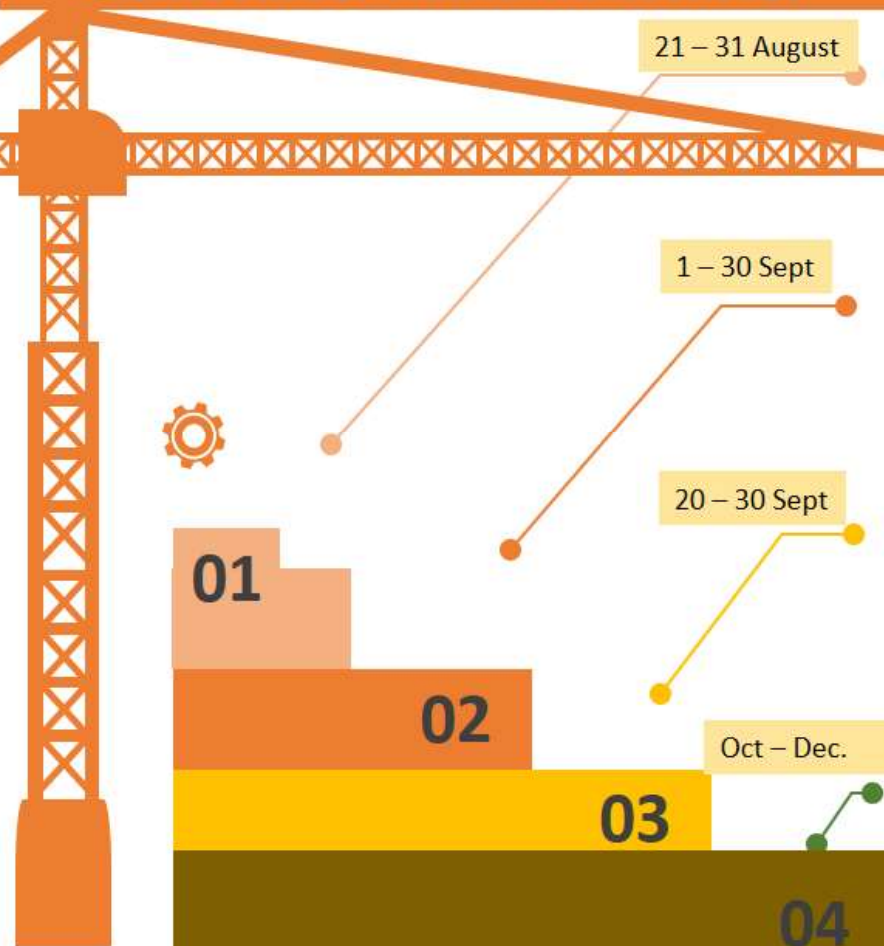 21 – 31 August
1 – 30 Sept
20 – 30 Sept
01
02
Oct – Dec.
03
04